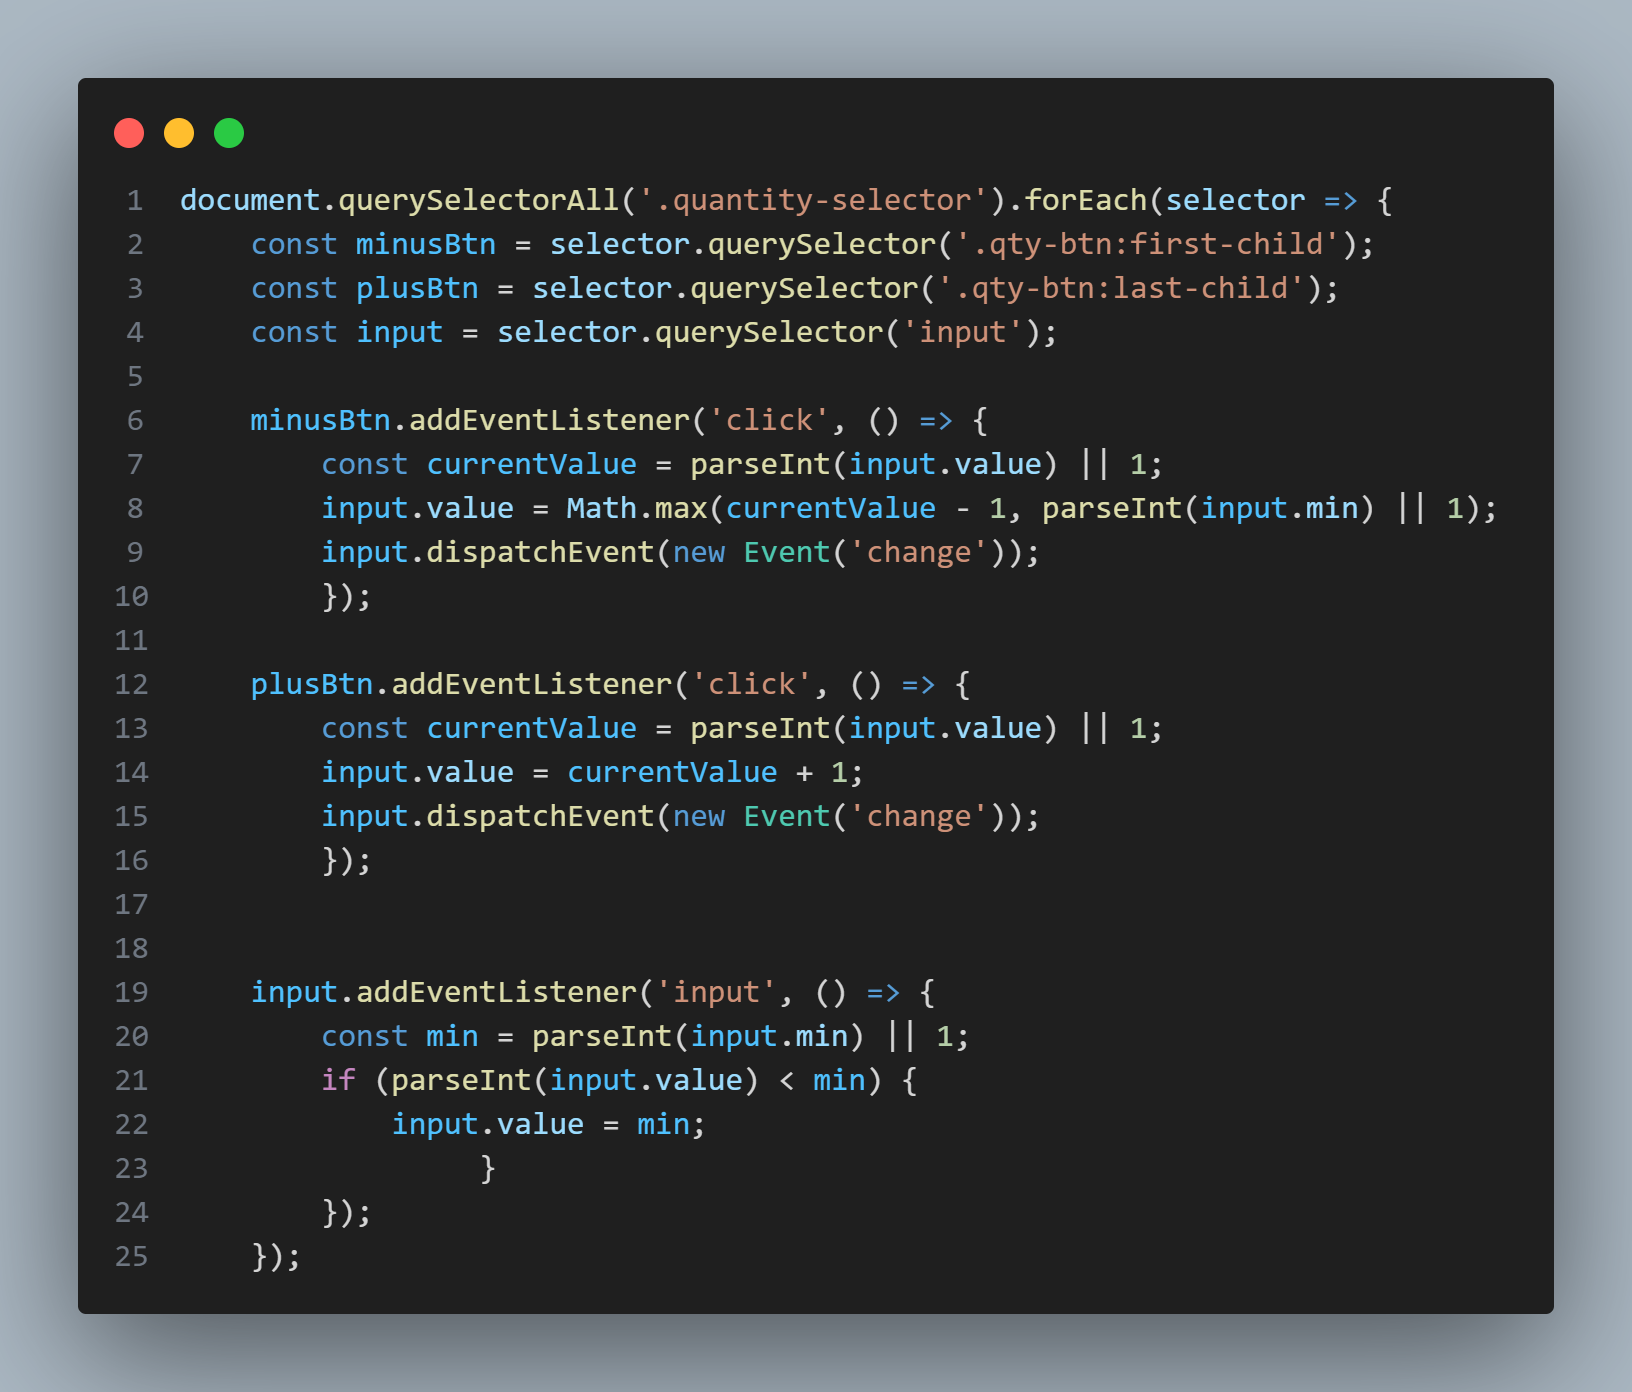 1 document.querySelectorAll('.quantity-selector').forEach(selector => {
2     const minusBtn = selector.querySelector('.qty-btn:first-child');
3     const plusBtn = selector.querySelector('.qty-btn:last-child');
4     const input = selector.querySelector('input');
5
6     minusBtn.addEventListener('click', () => {
7         const currentValue = parseInt(input.value) || 1;
8         input.value = Math.max(currentValue - 1, parseInt(input.min) || 1);
9         input.dispatchEvent(new Event('change'));
10         });
11
12     plusBtn.addEventListener('click', () => {
13         const currentValue = parseInt(input.value) || 1;
14         input.value = currentValue + 1;
15         input.dispatchEvent(new Event('change'));
16         });
17
18
19     input.addEventListener('input', () => {
20         const min = parseInt(input.min) || 1;
21         if (parseInt(input.value) < min) {
22             input.value = min;
23                  }
24         });
25     });